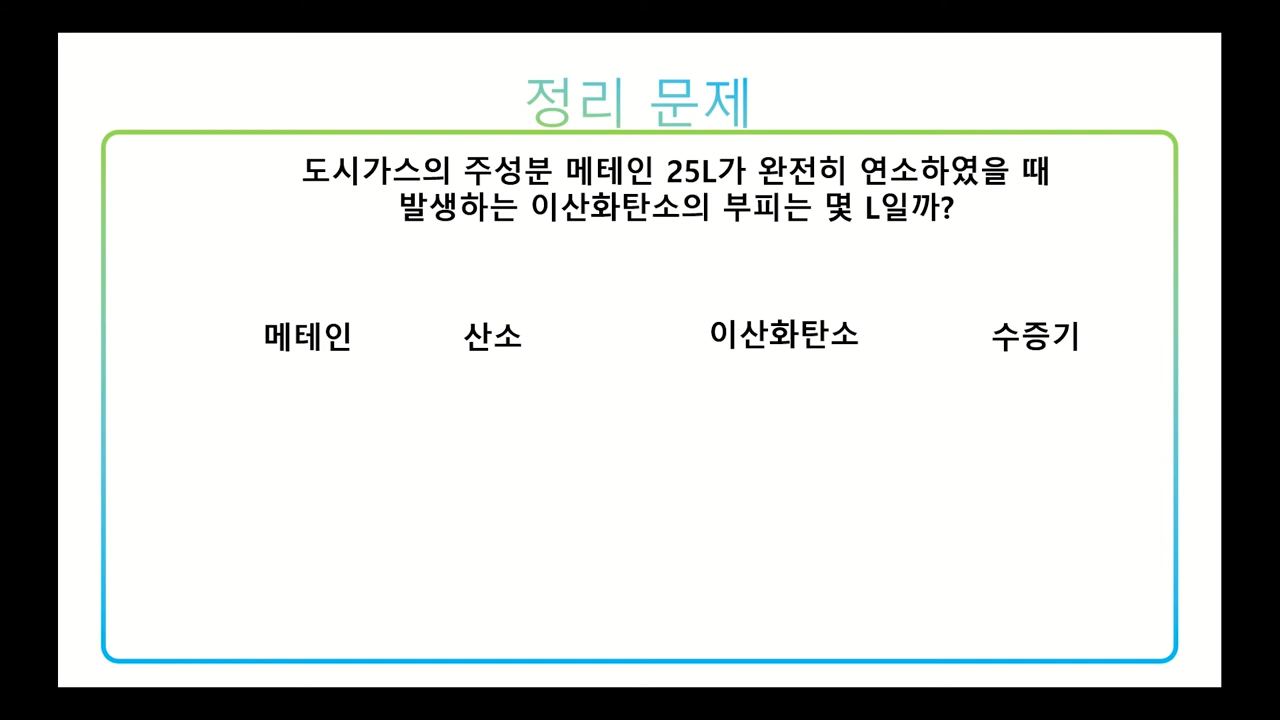 정리 문제
도시가스의 주성분 메테인 25L가 완전히 연소하였을 때
발생하는 이산화탄소의 부피는 몇 L일까?
메테인 산소 이산화탄소 수증기